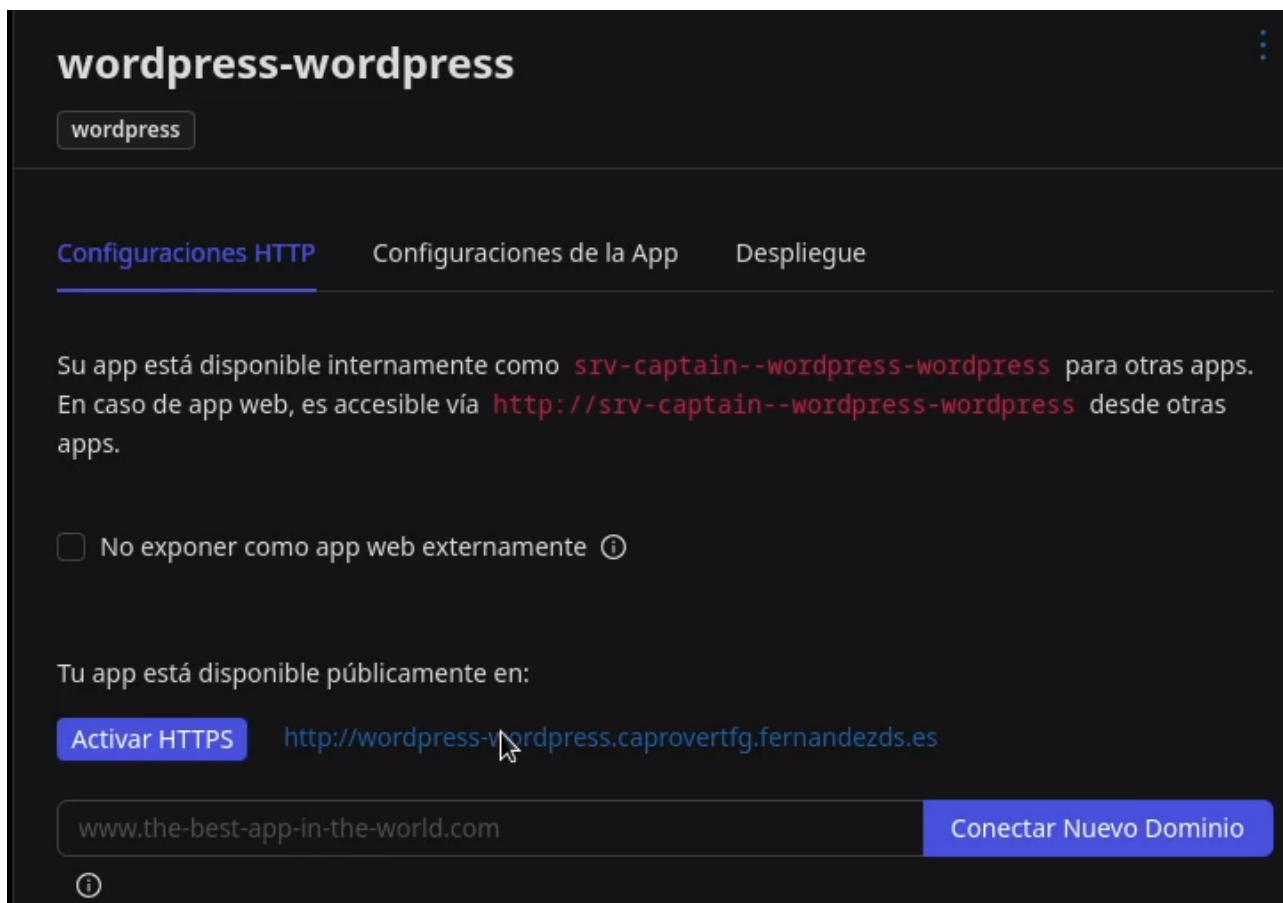 wordpress-wordpress
wordpress
Configuraciones HTTP Configuraciones de la App Despliegue
Su app está disponible internamente como srv-captain--wordpress-wordpress para otras apps.
En caso de app web, es accesible vía http://srv-captain--wordpress-wordpress desde otras
apps.
No exponer como app web externamente
Tu app está disponible públicamente en:
Activar HTTPS http://wordpress-wordpress.caprovertfg.fernandezds.es
www.the-best-app-in-the-world.com Conectar Nuevo Dominio